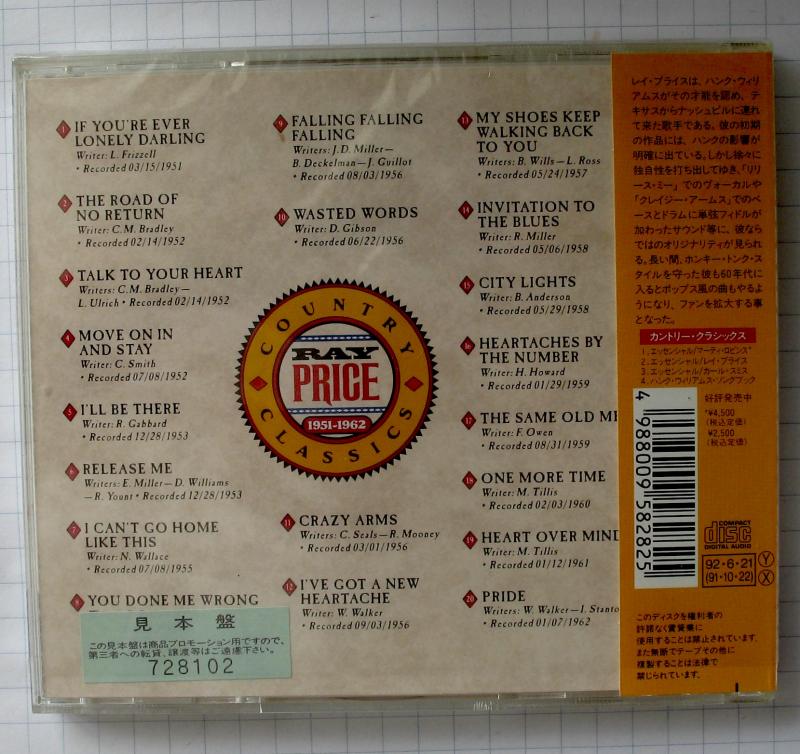 1 IF YOU'RE EVER
LONELY DARLING
Writer: L. Frizzell
• Recorded 03/15/1951
2 THE ROAD OF
NO RETURN
Writer: C.M. Bradley
• Recorded 02/14/1952
3 TALK TO YOUR HEART
Writers: C.M. Bradley—
L. Ulrich • Recorded 02/14/1952
4 MOVE ON IN
AND STAY
Writer: C. Smith
• Recorded 07/08/1952
5 I'LL BE THERE
Writer: R. Gabbard
• Recorded 12/28/1953
6 RELEASE ME
Writers: E. Miller—D. Williams
—R. Yount • Recorded 12/28/1953
7 I CAN'T GO HOME
LIKE THIS
Writer: N. Wallace
• Recorded 07/08/1955
8 YOU DONE ME WRONG
見本盤
この見本盤は商品プロモーション用ですので、
第三者への転貸、譲渡等はご遠慮下さい。
728102
9 FALLING FALLING
FALLING
Writers: J.D. Miller—
B. Deckelman—J. Guillot
• Recorded 08/03/1956
10 WASTED WORDS
Writer: D. Gibson
• Recorded 06/22/1956
COUNTRY
RAY
PRICE
1951-1962
CLASSICS
11 CRAZY ARMS
Writers: C. Seals—R. Mooney
• Recorded 03/01/1956
12 I'VE GOT A NEW
HEARTACHE
Writer: W. Walker
• Recorded 09/03/1956
13 MY SHOES KEEP
WALKING BACK
TO YOU
Writers: B. Wills—L. Ross
• Recorded 05/24/1957
14 INVITATION TO
THE BLUES
Writer: R. Miller
• Recorded 05/06/1958
15 CITY LIGHTS
Writer: B. Anderson
• Recorded 05/29/1958
16 HEARTACHES BY
THE NUMBER
Writer: H. Howard
• Recorded 01/29/1959
17 THE SAME OLD ME
Writer: F. Owen
• Recorded 08/31/1959
18 ONE MORE TIME
Writer: M. Tillis
• Recorded 02/03/1960
19 HEART OVER MIND
Writer: M. Tillis
• Recorded 01/12/1961
20 PRIDE
Writers: W. Walker—I. Stanto
• Recorded 01/07/1962
レイ・プライスは、ハンク・ウィリ
アムスがその才能を認め、テ
キサスからナッシュビルに連れ
て来た歌手である。彼の初期
の作品には、ハンクの影響が
明確に出ている。しかし徐々に
独自性を打ち出してゆき、「リリ
ース・ミー」でのヴォーカルや
「クレイジー・アームス」でのベ
ースとドラムに単弦フィドルが
加わったサウンド等に、彼なら
ではのオリジナリティが見られ
る。長い間、ホンキー・トンク・ス
タイルを守った彼も60年代に
入るとポップス風の曲もやるよ
うになり、ファンを拡大する事
となった。
カントリー・クラシックス
1. エッセンシャル/マーティ・ロビンス*
2. エッセンシャル/レイ・プライス
3. エッセンシャル/カール・スミス
4. ハンク・ウィリアムス・ソングブック
好評発売中
*¥4,500
(税込定価)
¥2,500
(税込定価)
4 988009 582825
COMPACT
disc
DIGITAL AUDIO
92・6・21 Y
(91・10・22) X
このディスクを権利者の
許諾なく賃貸業に
使用することは禁止されています。
また無断でテープその他に
複製することは法律で
禁じられています。